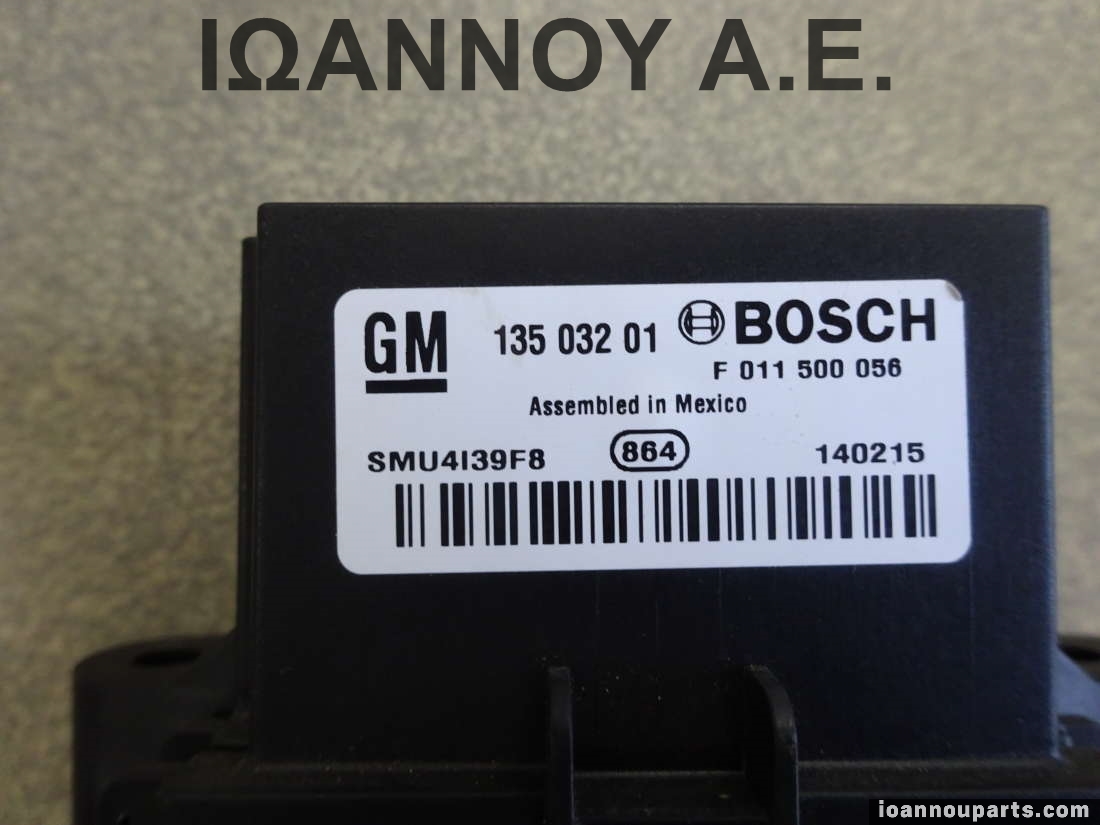 ΙΩΑΝΝΟΥ Α.Ε.
GM 135 032 01 BOSCH
F 011 500 056
Assembled in Mexico
SMU4I39F8 864 140215
ioannouparts.com